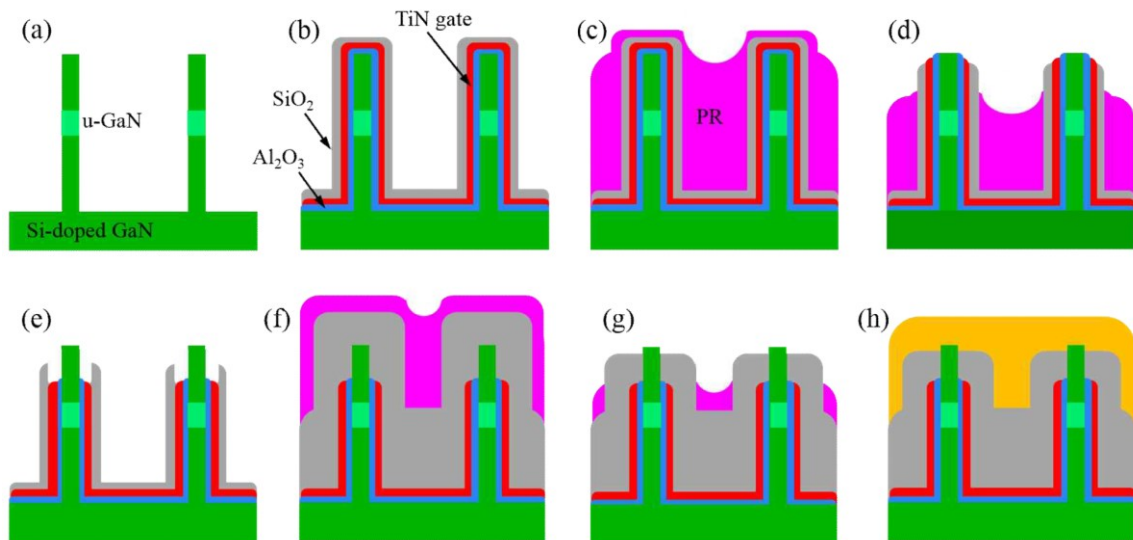 (a)
u-GaN
Si-doped GaN
(b)
TiN gate
SiO₂
Al₂O₃
(c)
PR
(d)
(e)
(f)
(g)
(h)